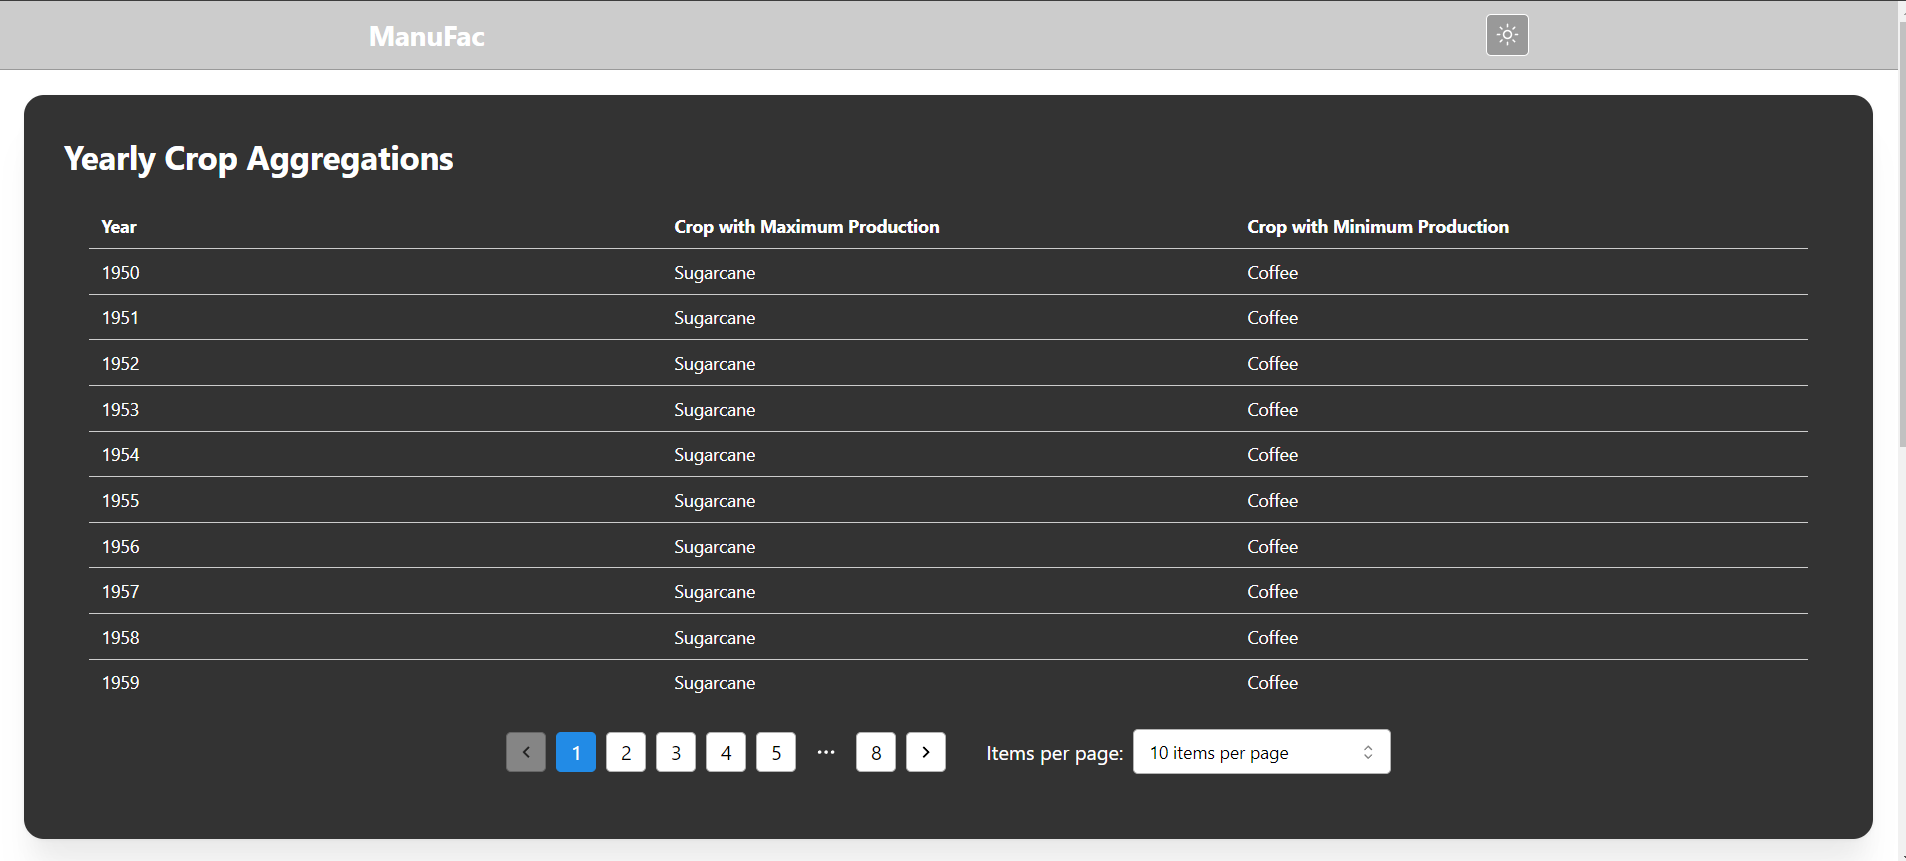 ManuFac
Yearly Crop Aggregations
Year Crop with Maximum Production Crop with Minimum Production
1950 Sugarcane Coffee
1951 Sugarcane Coffee
1952 Sugarcane Coffee
1953 Sugarcane Coffee
1954 Sugarcane Coffee
1955 Sugarcane Coffee
1956 Sugarcane Coffee
1957 Sugarcane Coffee
1958 Sugarcane Coffee
1959 Sugarcane Coffee
1 2 3 4 5 ... 8 Items per page: 10 items per page